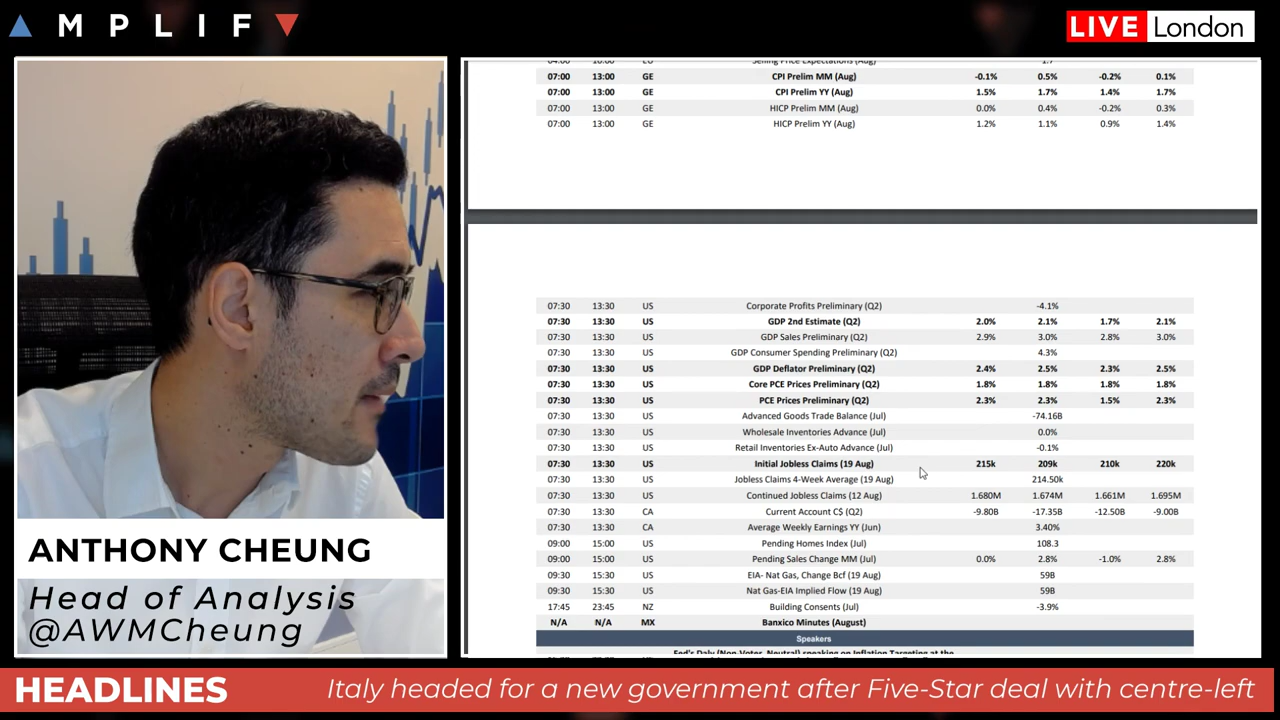 MPLIF
LIVE London
07:00 13:00 GE CPI Prelim MM (Aug) -0.1% 0.5% -0.2% 0.1%
07:00 13:00 GE CPI Prelim YY (Aug) 1.5% 1.7% 1.4% 1.7%
07:00 13:00 GE HICP Prelim MM (Aug) 0.0% 0.4% -0.2% 0.3%
07:00 13:00 GE HICP Prelim YY (Aug) 1.2% 1.1% 0.9% 1.4%
07:30 13:30 US Corporate Profits Preliminary (Q2) -4.1%
07:30 13:30 US GDP 2nd Estimate (Q2) 2.0% 2.1% 1.7% 2.1%
07:30 13:30 US GDP Sales Preliminary (Q2) 2.9% 3.0% 2.8% 3.0%
07:30 13:30 US GDP Consumer Spending Preliminary (Q2) 4.3%
07:30 13:30 US GDP Deflator Preliminary (Q2) 2.4% 2.5% 2.3% 2.5%
07:30 13:30 US Core PCE Prices Preliminary (Q2) 1.8% 1.8% 1.8% 1.8%
07:30 13:30 US PCE Prices Preliminary (Q2) 2.3% 2.3% 1.5% 2.3%
07:30 13:30 US Advanced Goods Trade Balance (Jul) -74.16B
07:30 13:30 US Wholesale Inventories Advance (Jul) 0.0%
07:30 13:30 US Retail Inventories Ex-Auto Advance (Jul) -0.1%
07:30 13:30 US Initial Jobless Claims (19 Aug) 215k 209k 210k 220k
07:30 13:30 US Jobless Claims 4-Week Average (19 Aug) 214.50k
07:30 13:30 US Continued Jobless Claims (12 Aug) 1.680M 1.674M 1.661M 1.695M
07:30 13:30 CA Current Account C$ (Q2) -9.80B -17.35B -12.50B -9.00B
07:30 13:30 CA Average Weekly Earnings YY (Jun) 3.40%
09:00 15:00 US Pending Homes Index (Jul) 108.3
09:00 15:00 US Pending Sales Change MM (Jul) 0.0% 2.8% -1.0% 2.8%
09:30 15:30 US EIA- Nat Gas, Change Bcf (19 Aug) 59B
09:30 15:30 US Nat Gas-EIA Implied Flow (19 Aug) 59B
17:45 23:45 NZ Building Consents (Jul) -3.9%
N/A N/A MX Banxico Minutes (August)
Speakers
Fed's Daly (Non-Voter, Neutral) speaking on Inflation Targeting at the
ANTHONY CHEUNG
Head of Analysis
@AWMCheung
HEADLINES Italy headed for a new government after Five-Star deal with centre-left